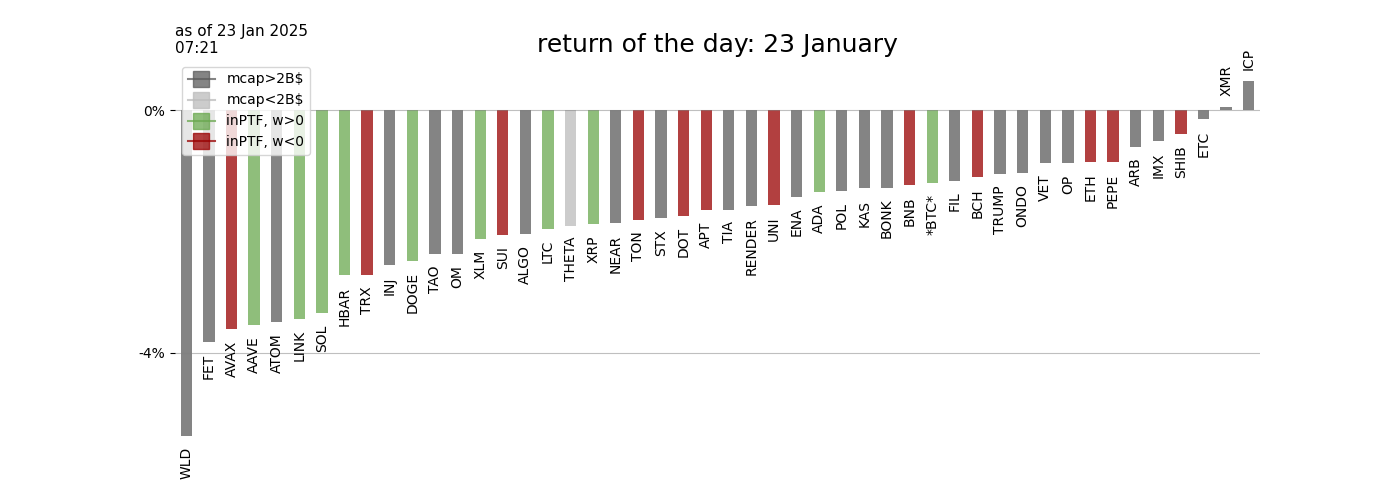 as of 23 Jan 2025
07:21
return of the day: 23 January
mcap>2B$
mcap<2B$
inPTF, w>0
inPTF, w<0
0%
-4%
WLD
FET
AVAX
AAVE
ATOM
LINK
SOL
HBAR
TRX
INJ
DOGE
TAO
OM
XLM
SUI
ALGO
LTC
THETA
XRP
NEAR
TON
STX
DOT
APT
TIA
RENDER
UNI
ENA
ADA
POL
KAS
BONK
BNB
*BTC*
FIL
BCH
TRUMP
ONDO
VET
OP
ETH
PEPE
ARB
IMX
SHIB
ETC
XMR
ICP